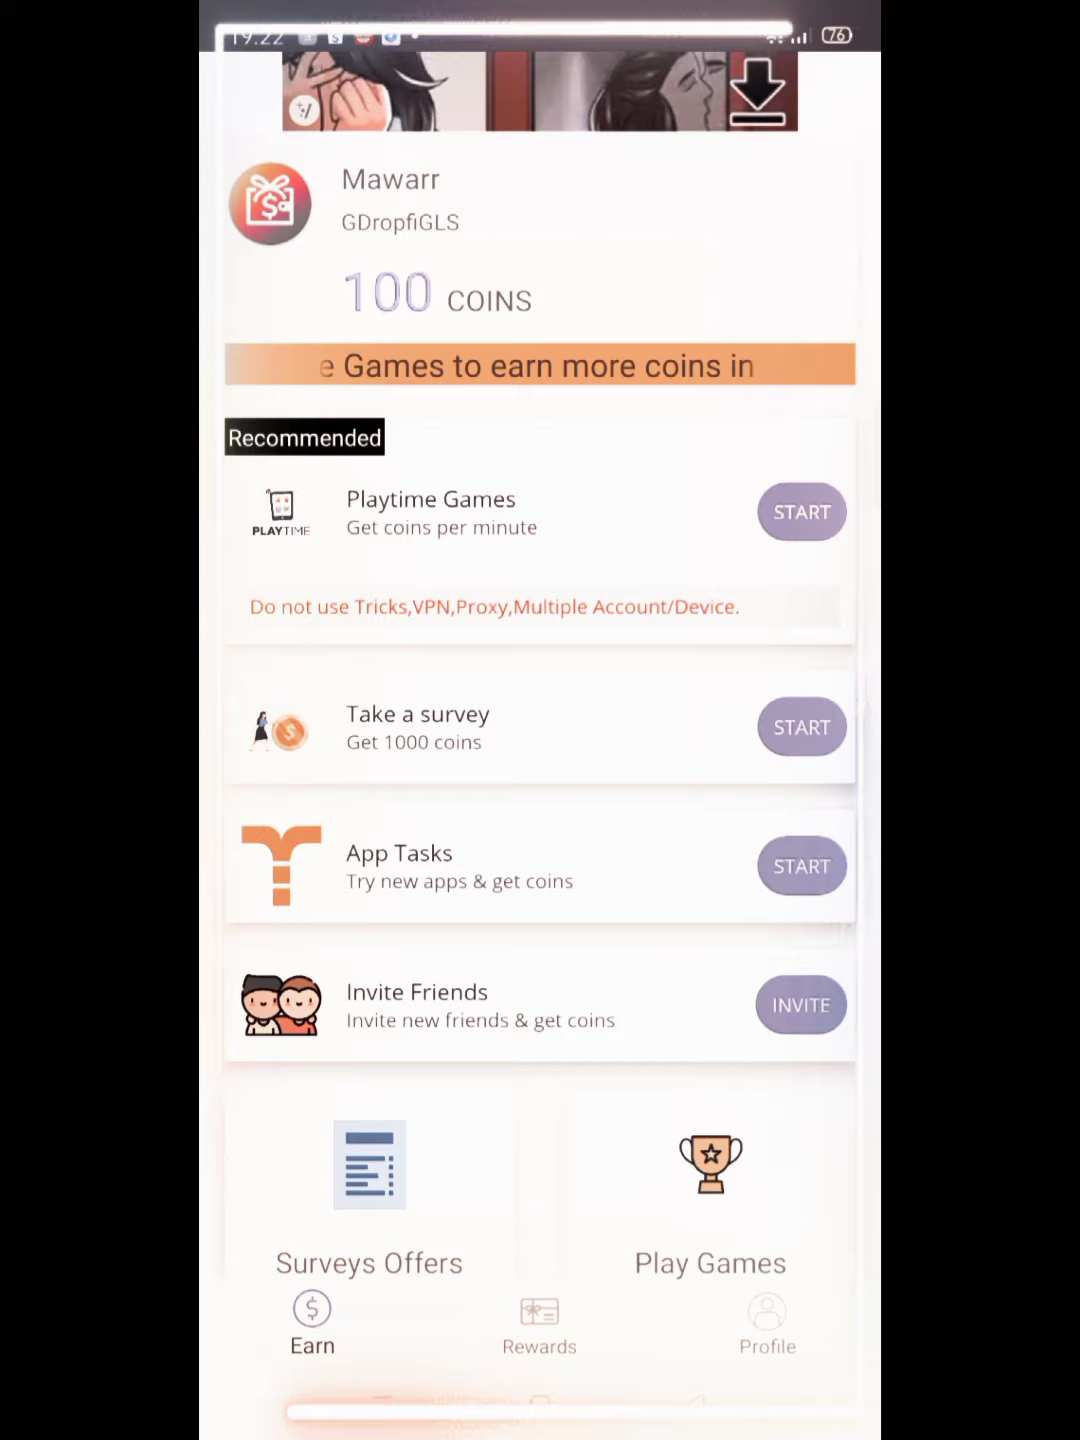 19.22
76
Mawarr
GDropfiGLS
100 COINS
e Games to earn more coins in
Recommended
Playtime Games
Get coins per minute
START
PLAYTIME
Do not use Tricks,VPN,Proxy,Multiple Account/Device.
Take a survey
Get 1000 coins
START
App Tasks
Try new apps & get coins
START
Invite Friends
Invite new friends & get coins
INVITE
Surveys Offers
Play Games
Earn
Rewards
Profile